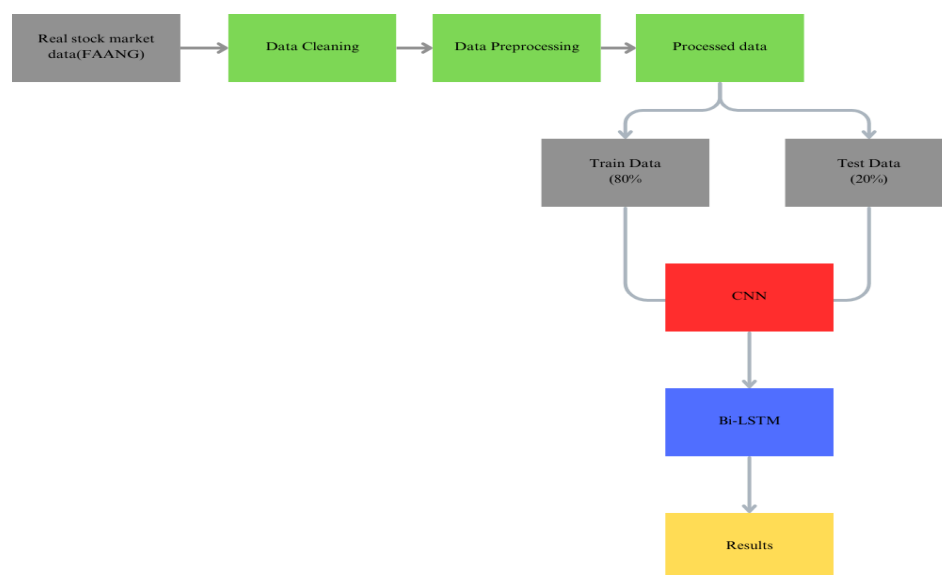 Real stock market
data(FAANG)
Data Cleaning
Data Preprocessing
Processed data
Train Data
(80%
Test Data
(20%)
CNN
Bi-LSTM
Results